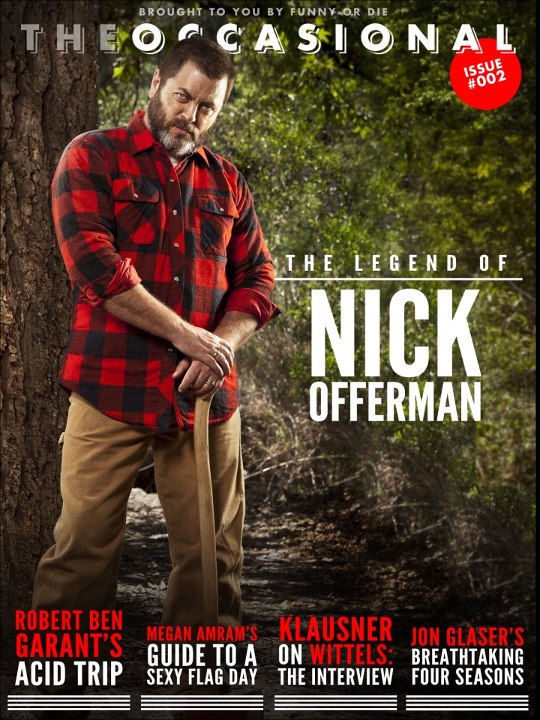 BROUGHT TO YOU BY FUNNY OR DIE
THEOCCASIONAL
ISSUE
#002
THE LEGEND OF
NICK
OFFERMAN
ROBERT BEN
GARANT'S
ACID TRIP
MEGAN AMRAM'S
GUIDE TO A
SEXY FLAG DAY
KLAUSNER
ON WITTELS:
THE INTERVIEW
JON GLASER'S
BREATHTAKING
FOUR SEASONS